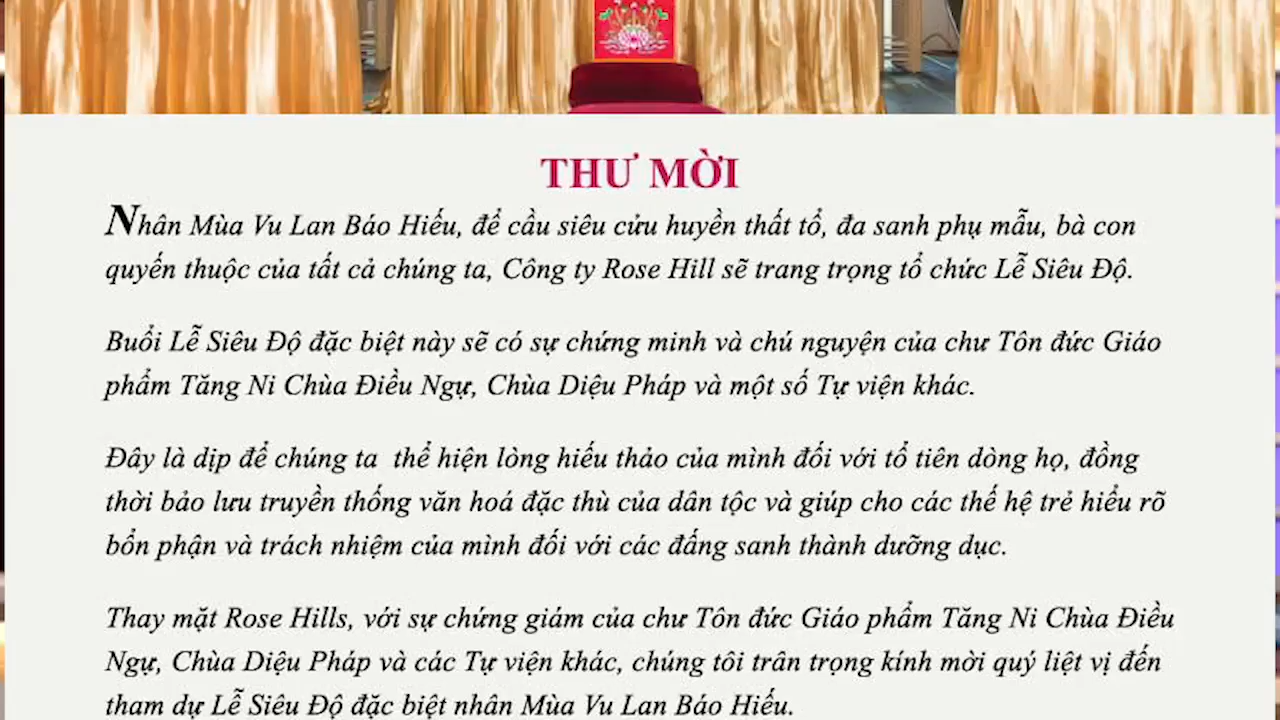 THƯ MỜI
Nhân Mùa Vu Lan Báo Hiếu, để cầu siêu cửu huyền thất tổ, đa sanh phụ mẫu, bà con
quyến thuộc của tất cả chúng ta, Công ty Rose Hill sẽ trang trọng tổ chức Lễ Siêu Độ.
Buổi Lễ Siêu Độ đặc biệt này sẽ có sự chứng minh và chú nguyện của chư Tôn đức Giáo
phẩm Tăng Ni Chùa Điều Ngự, Chùa Diệu Pháp và một số Tự viện khác.
Đây là dịp để chúng ta  thể hiện lòng hiếu thảo của mình đối với tổ tiên dòng họ, đồng
thời bảo lưu truyền thống văn hoá đặc thù của dân tộc và giúp cho các thế hệ trẻ hiểu rõ
bổn phận và trách nhiệm của mình đối với các đấng sanh thành dưỡng dục.
Thay mặt Rose Hills, với sự chứng giám của chư Tôn đức Giáo phẩm Tăng Ni Chùa Điều
Ngự, Chùa Diệu Pháp và các Tự viện khác, chúng tôi trân trọng kính mời quý liệt vị đến
tham dự Lễ Siêu Độ đặc biệt nhân Mùa Vu Lan Báo Hiếu.